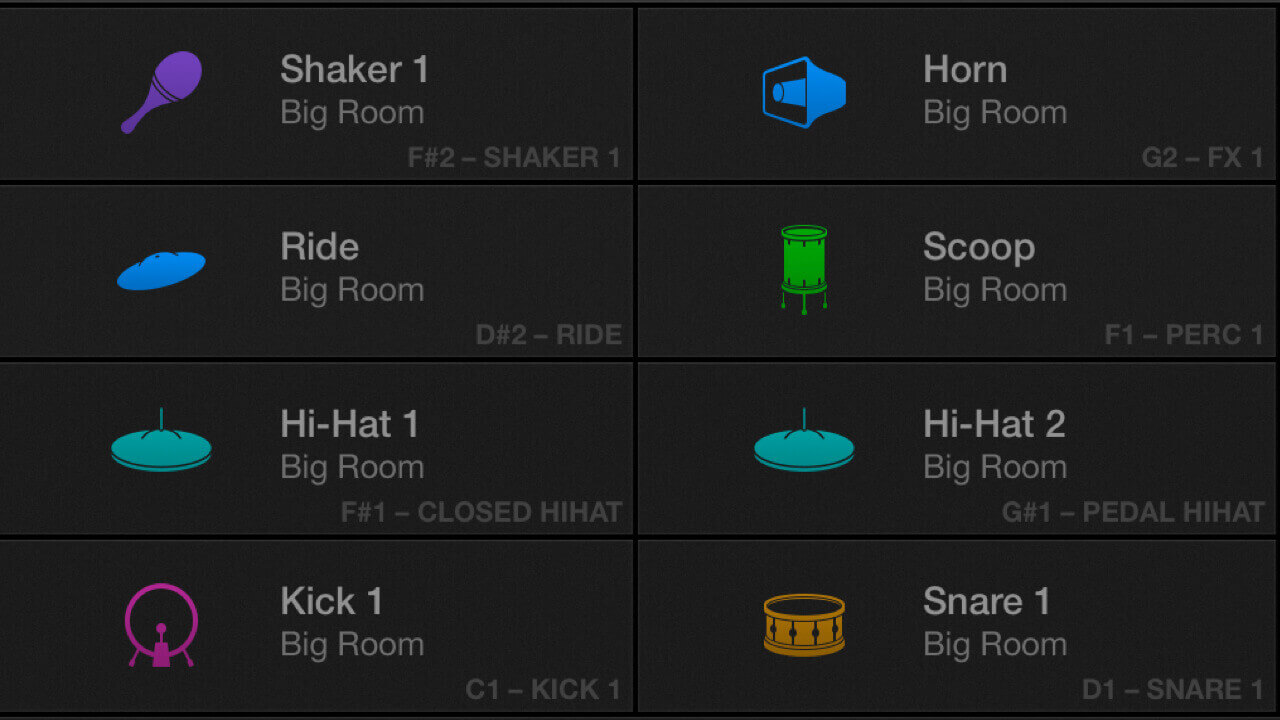 Shaker 1
Big Room
F#2 – SHAKER 1
Horn
Big Room
G2 – FX 1
Ride
Big Room
D#2 – RIDE
Scoop
Big Room
F1 – PERC 1
Hi-Hat 1
Big Room
F#1 – CLOSED HIHAT
Hi-Hat 2
Big Room
G#1 – PEDAL HIHAT
Kick 1
Big Room
C1 – KICK 1
Snare 1
Big Room
D1 – SNARE 1